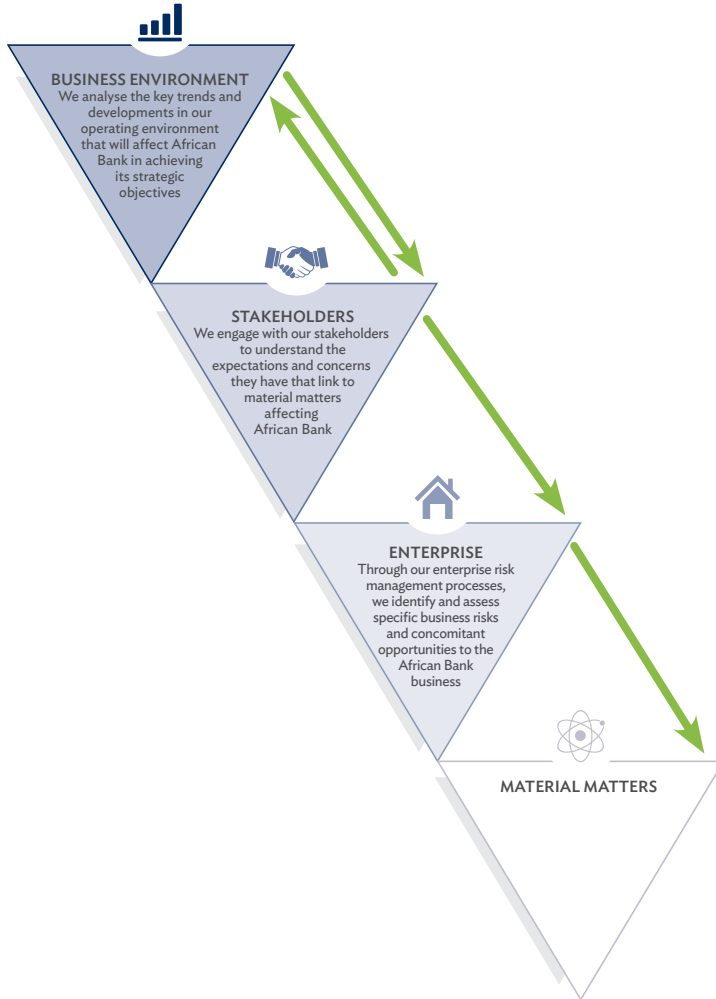 BUSINESS ENVIRONMENT
We analyse the key trends and
developments in our
operating environment
that will affect African
Bank in achieving
its strategic
objectives
STAKEHOLDERS
We engage with our stakeholders
to understand the
expectations and concerns
they have that link to
material matters
affecting
African Bank
ENTERPRISE
Through our enterprise risk
management processes,
we identify and assess
specific business risks
and concomitant
opportunities to the
African Bank
business
MATERIAL MATTERS